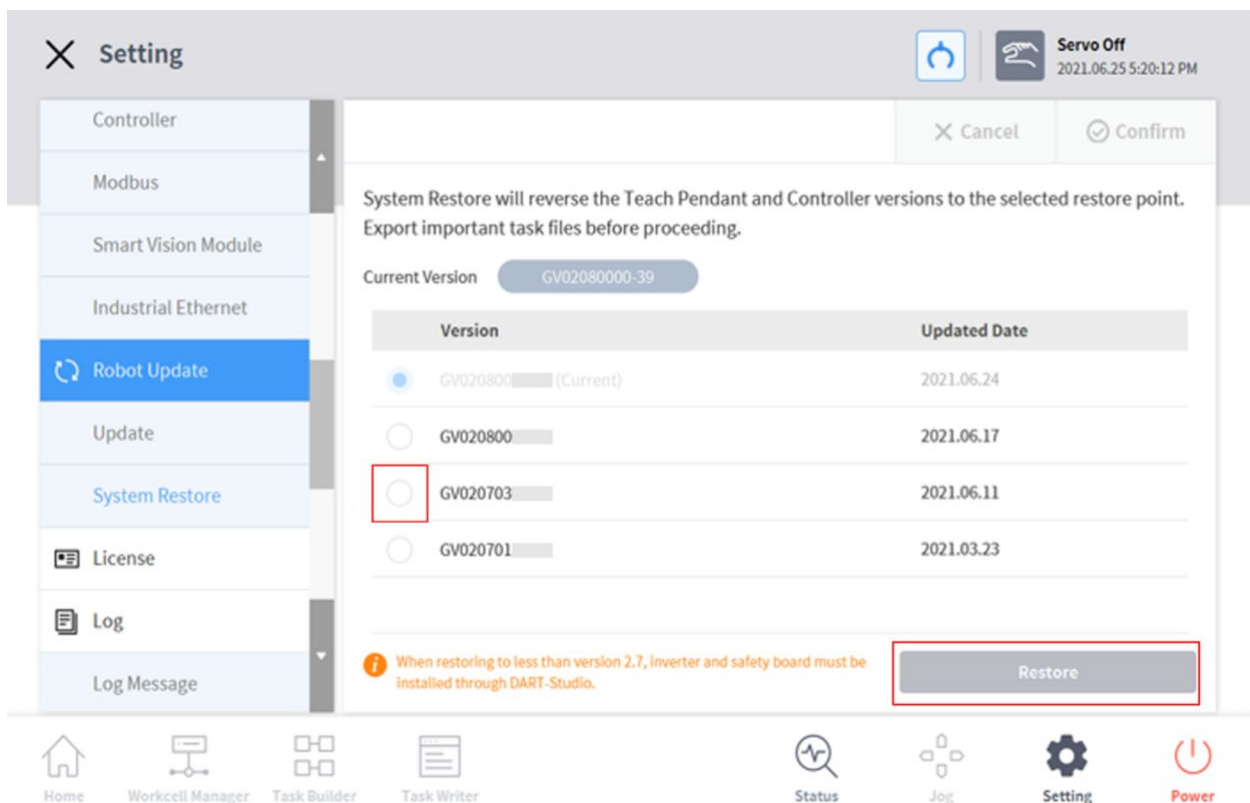 Setting
Servo Off
2021.06.25 5:20:12 PM
Controller
Modbus
Smart Vision Module
Industrial Ethernet
Robot Update
Update
System Restore
License
Log
Log Message
Cancel
Confirm
System Restore will reverse the Teach Pendant and Controller versions to the selected restore point.
Export important task files before proceeding.
Current Version GV02080000-39
Version Updated Date
GV020800 (Current) 2021.06.24
GV020800 2021.06.17
GV020703 2021.06.11
GV020701 2021.03.23
When restoring to less than version 2.7, Inverter and safety board must be
installed through DART-Studio.
Restore
Home
Workcell Manager
Task Builder
Task Writer
Status
Jog
Setting
Power